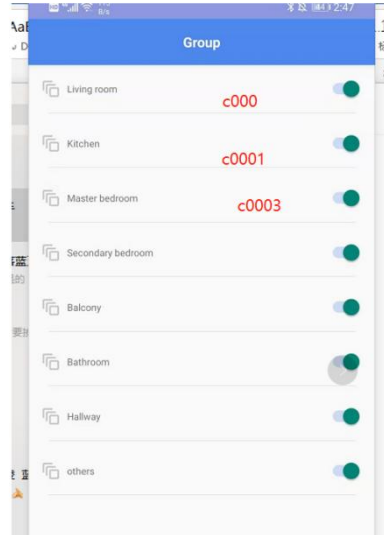 2:47
Group
Living room
c000
Kitchen
c0001
Master bedroom
c0003
Secondary bedroom
Balcony
Bathroom
Hallway
others